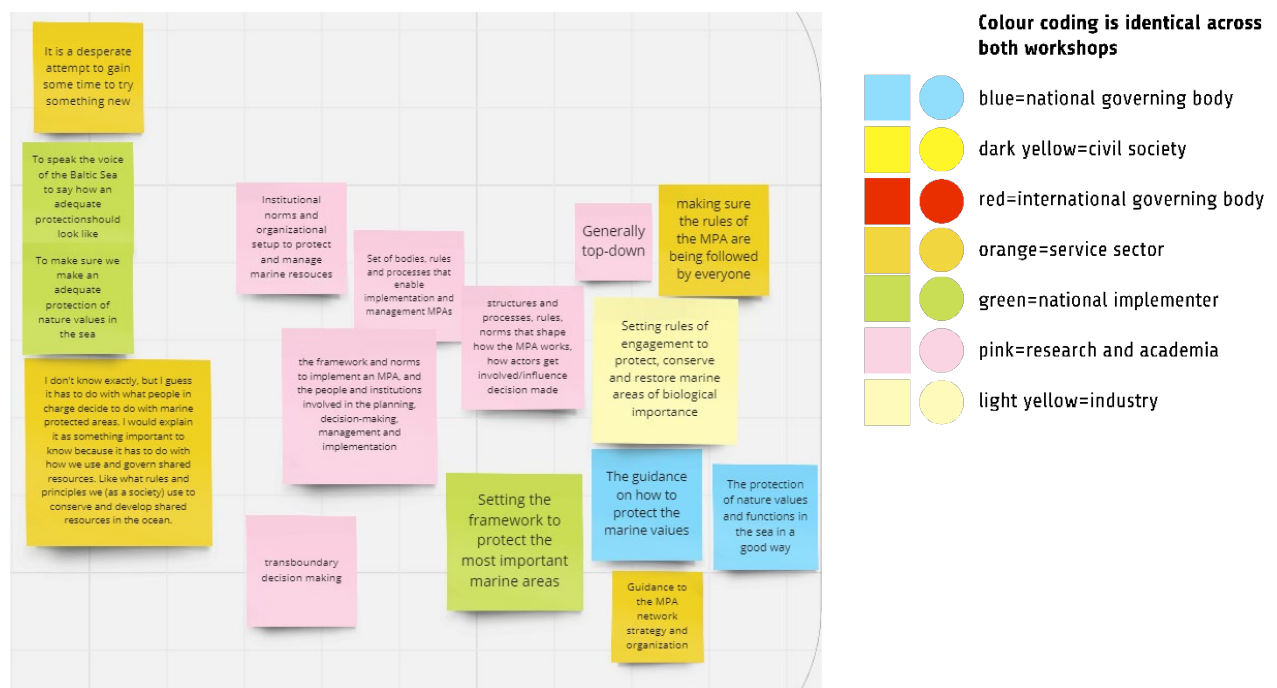 It is a desperate
attempt to gain
some time to try
something new
To speak the voice
of the Baltic Sea
to say how an
adequate
protectionshould
look like
To make sure we
make an
adequate
protection of
nature values in
the sea
I don't know exactly, but I guess
it has to do with what people in
charge decide to do with marine
protected areas. I would explain
it as something important to
know because it has to do with
how we use and govern shared
resources. Like what rules and
principles we (as a society) use to
conserve and develop shared
resources in the ocean.
Institutional
norms and
organizational
setup to protect
and manage
marine resouces
Set of bodies, rules
and processes that
enable
implementation and
management MPAs
structures and
processes, rules,
norms that shape
how the MPA works,
how actors get
involved/influence
decision made
the framework and norms
to implement an MPA, and
the people and institutions
involved in the planning,
decision-making,
management and
implementation
transboundary
decision making
Generally
top-down
making sure
the rules of
the MPA are
being followed
by everyone
Setting rules of
engagement to
protect, conserve
and restore marine
areas of biological
importance
Setting the
framework to
protect the
most important
marine areas
The guidance
on how to
protect the
marine values
The protection
of nature values
and functions in
the sea in a
good way
Guidance to
the MPA
network
strategy and
organization
Colour coding is identical across
both workshops
blue=national governing body
dark yellow=civil society
red=international governing body
orange=service sector
green=national implementer
pink=research and academia
light yellow=industry